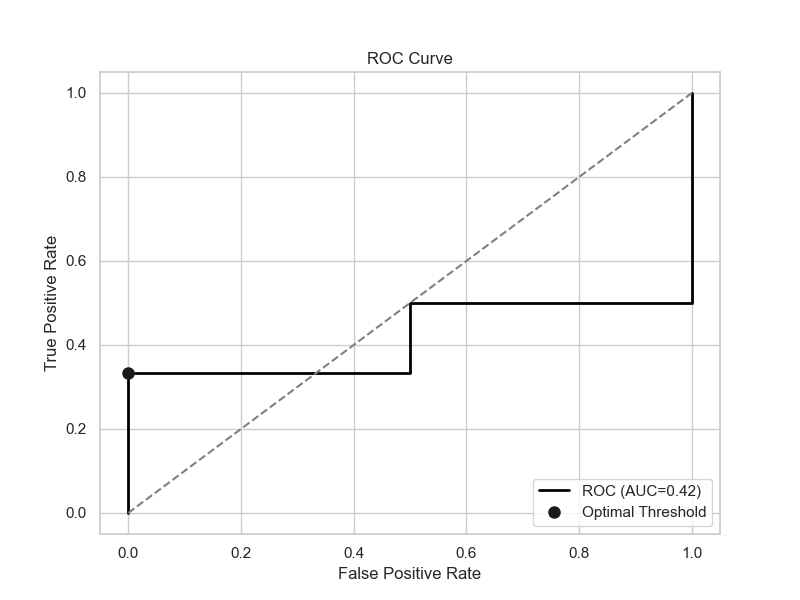 ROC Curve
True Positive Rate
1.0
0.8
0.6
0.4
0.2
0.0
0.0 0.2 0.4 0.6 0.8 1.0
False Positive Rate
ROC (AUC=0.42)
Optimal Threshold